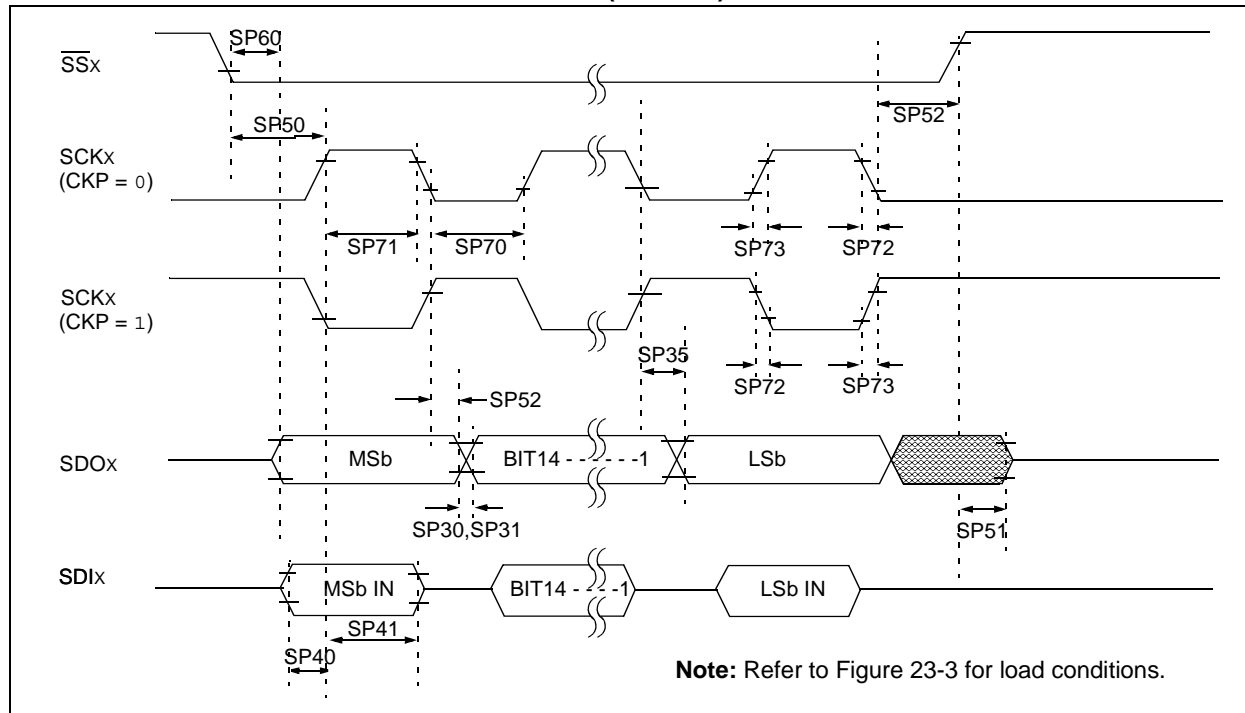 SP60
SSX
SP50
SP52
SCKX
(CKP = 0)
SP71
SP70
SP73
SP72
SCKX
(CKP = 1)
SP35
SP72
SP73
SP52
SDOX
MSb
BIT14 - - - - - -1
LSb
SP30,SP31
SP51
SDIX
MSb IN
BIT14 - - - -1
LSb IN
SP41
SP40
Note: Refer to Figure 23-3 for load conditions.